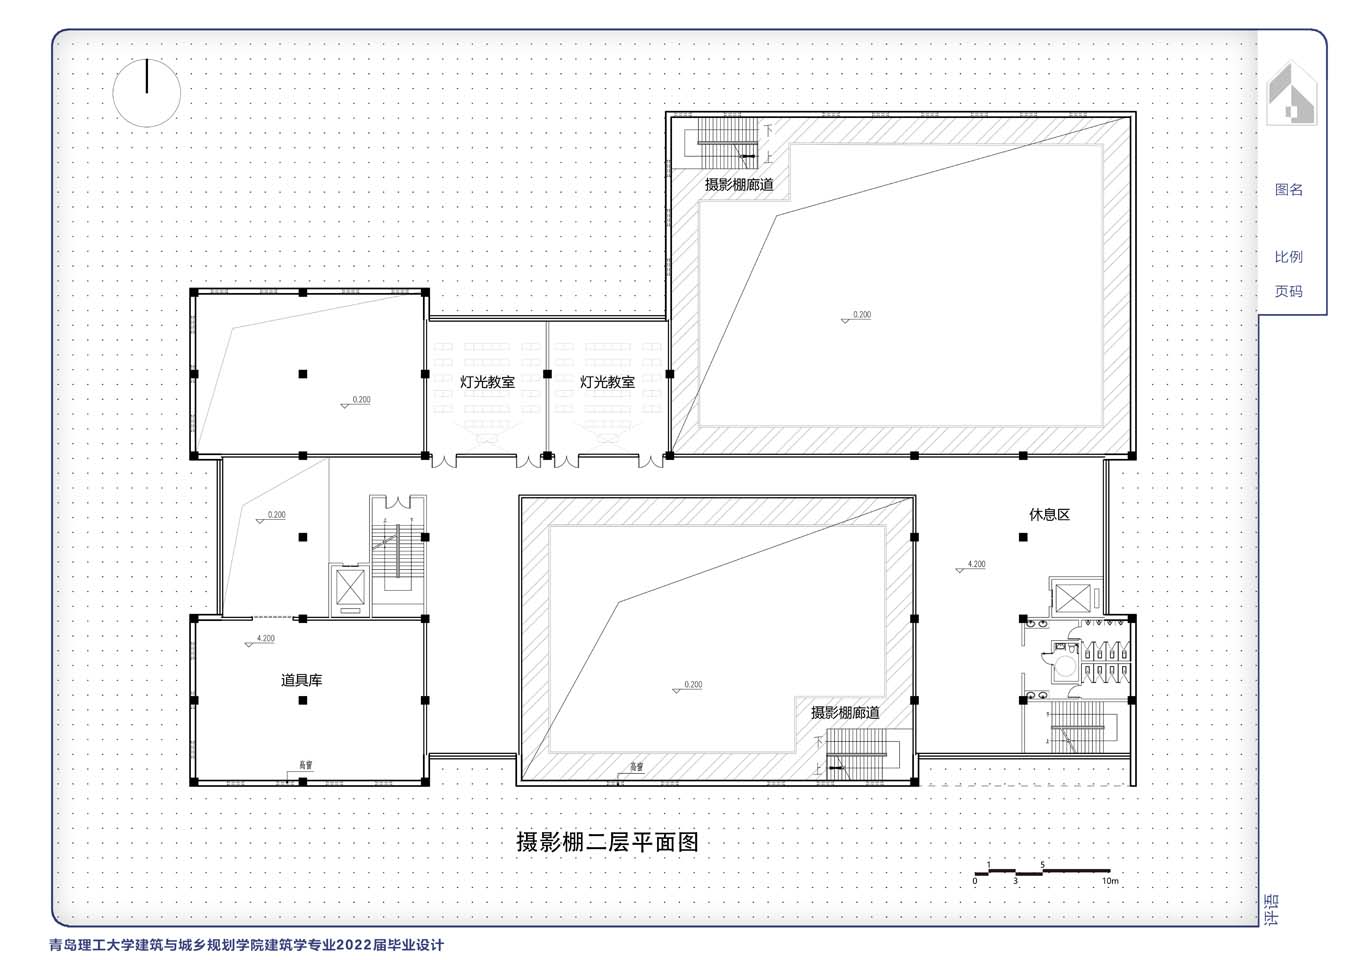 图名
比例
页码
下
上
摄影棚廊道
0.200
灯光教室
灯光教室
0.200
0.200
休息区
4.200
4.200
道具库
0.200
摄影棚廊道
下
上
高窗
高窗
摄影棚二层平面图
0 1 3 5 10m
评语
青岛理工大学建筑与城乡规划学院建筑学专业2022届毕业设计